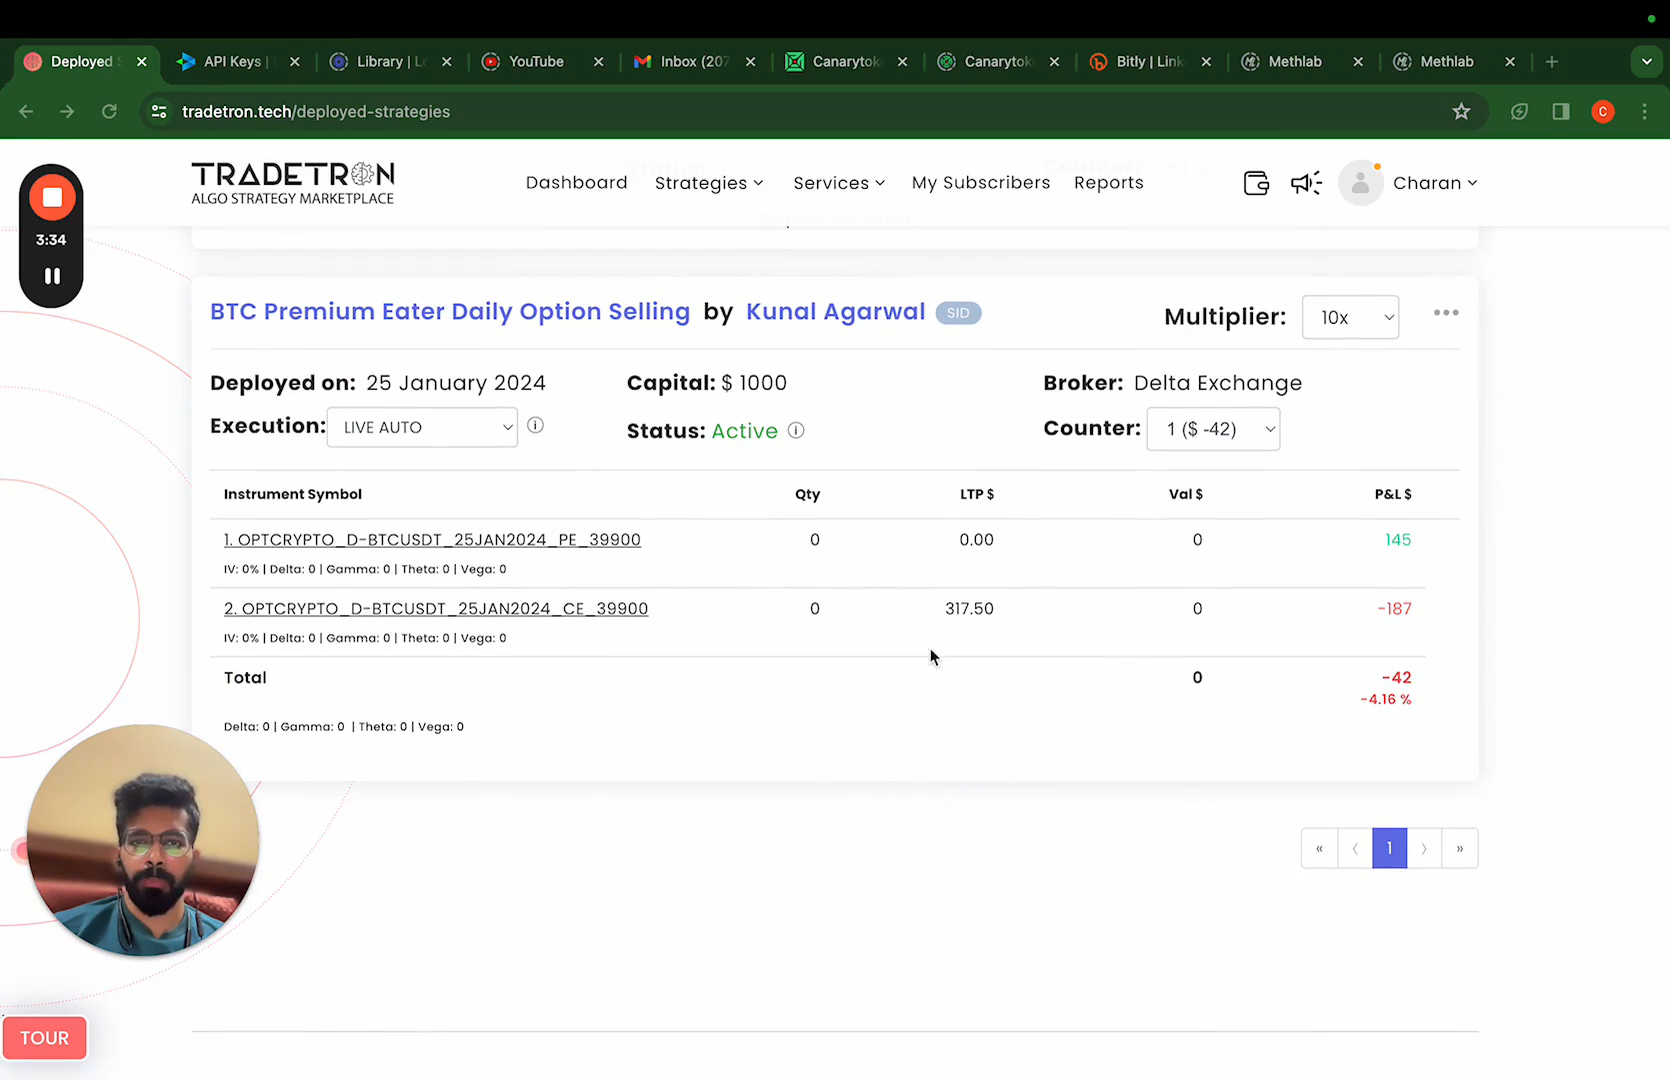 Deployed S
API Keys |
Library | Lo
YouTube
Inbox (207
Canarytok
Canarytok
Bitly | Link
Methlab
Methlab
tradetron.tech/deployed-strategies
3:34
TRADETRON
ALGO STRATEGY MARKETPLACE
Dashboard
Strategies
Services
My Subscribers
Reports
Charan
BTC Premium Eater Daily Option Selling by Kunal Agarwal SID
Multiplier: 10x
Deployed on: 25 January 2024
Capital: $ 1000
Broker: Delta Exchange
Execution: LIVE AUTO
Status: Active
Counter: 1 ($ -42)
Instrument Symbol Qty LTP $ Val $ P&L $
1. OPTCRYPTO_D-BTCUSDT_25JAN2024_PE_39900 0 0.00 0 145
IV: 0% | Delta: 0 | Gamma: 0 | Theta: 0 | Vega: 0
2. OPTCRYPTO_D-BTCUSDT_25JAN2024_CE_39900 0 317.50 0 -187
IV: 0% | Delta: 0 | Gamma: 0 | Theta: 0 | Vega: 0
Total 0 -42
-4.16 %
Delta: 0 | Gamma: 0 | Theta: 0 | Vega: 0
« ‹ 1 › »
TOUR
C